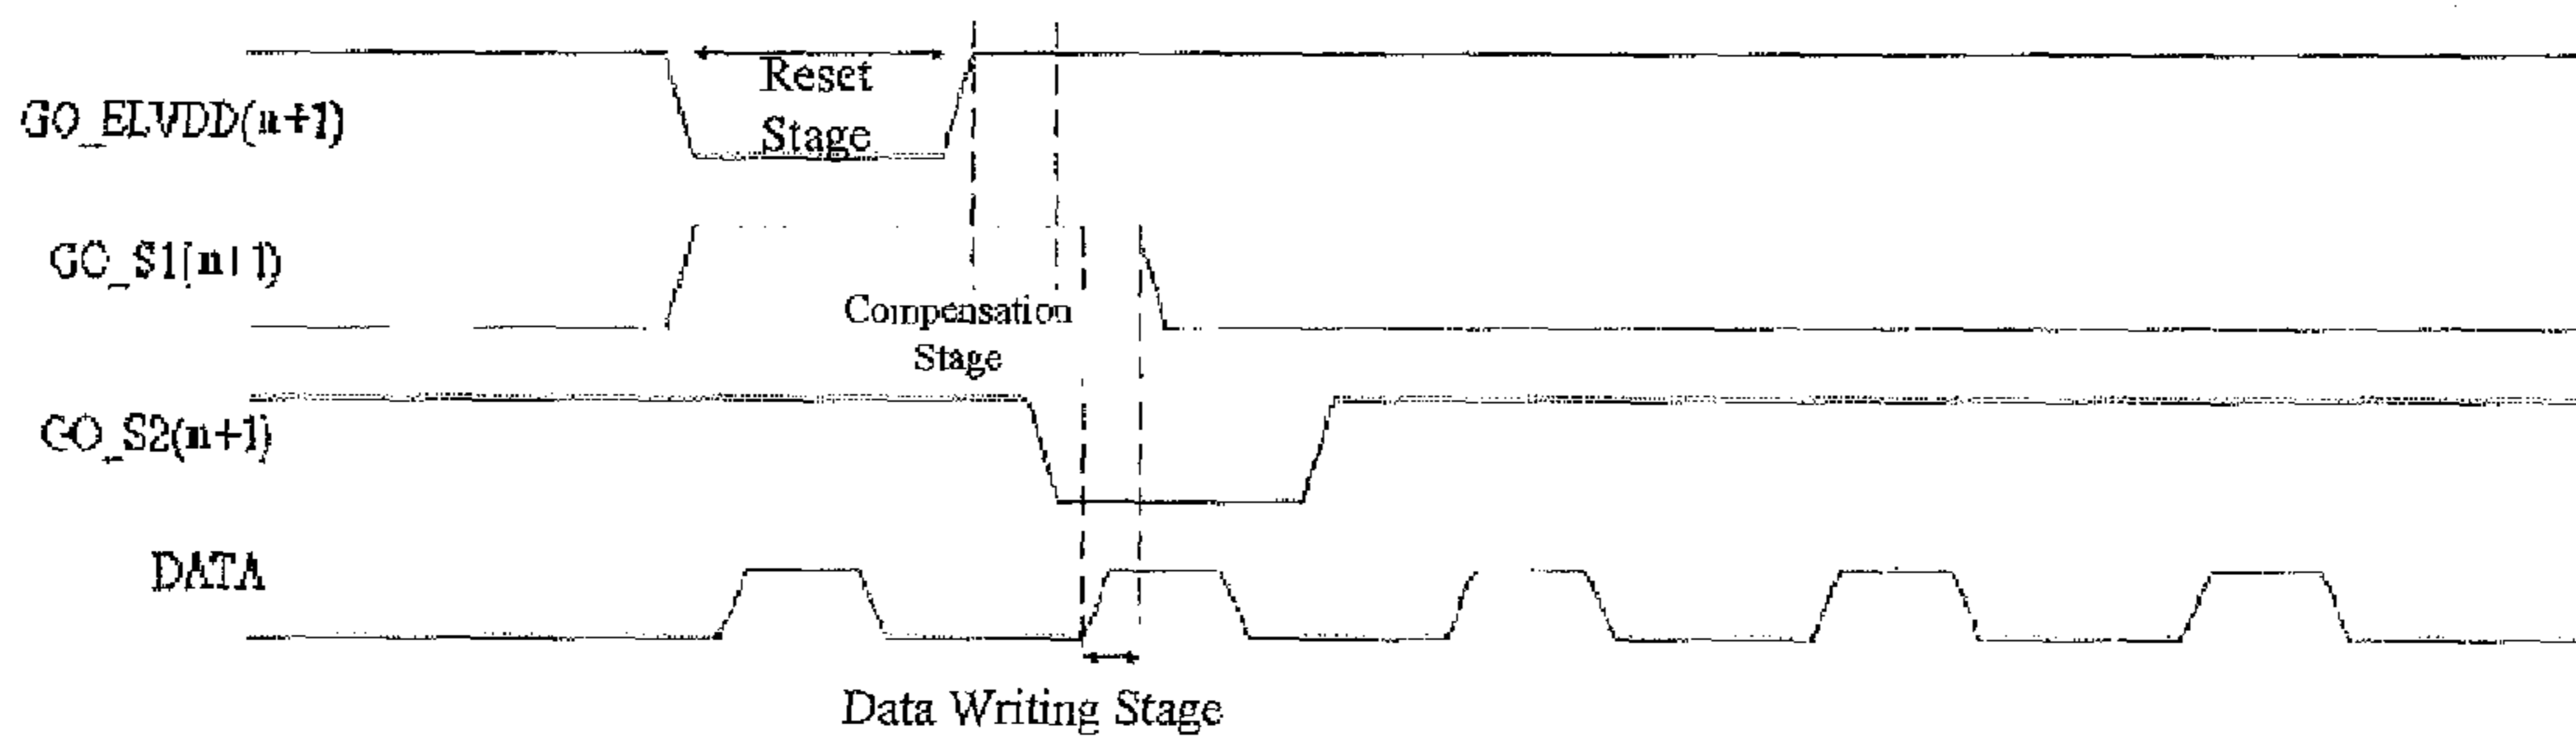 Reset
Stage
GO_ELVDD(n+1)
GO_S1(n+1)
Compensation
Stage
GO_S2(n+1)
DATA
Data Writing Stage